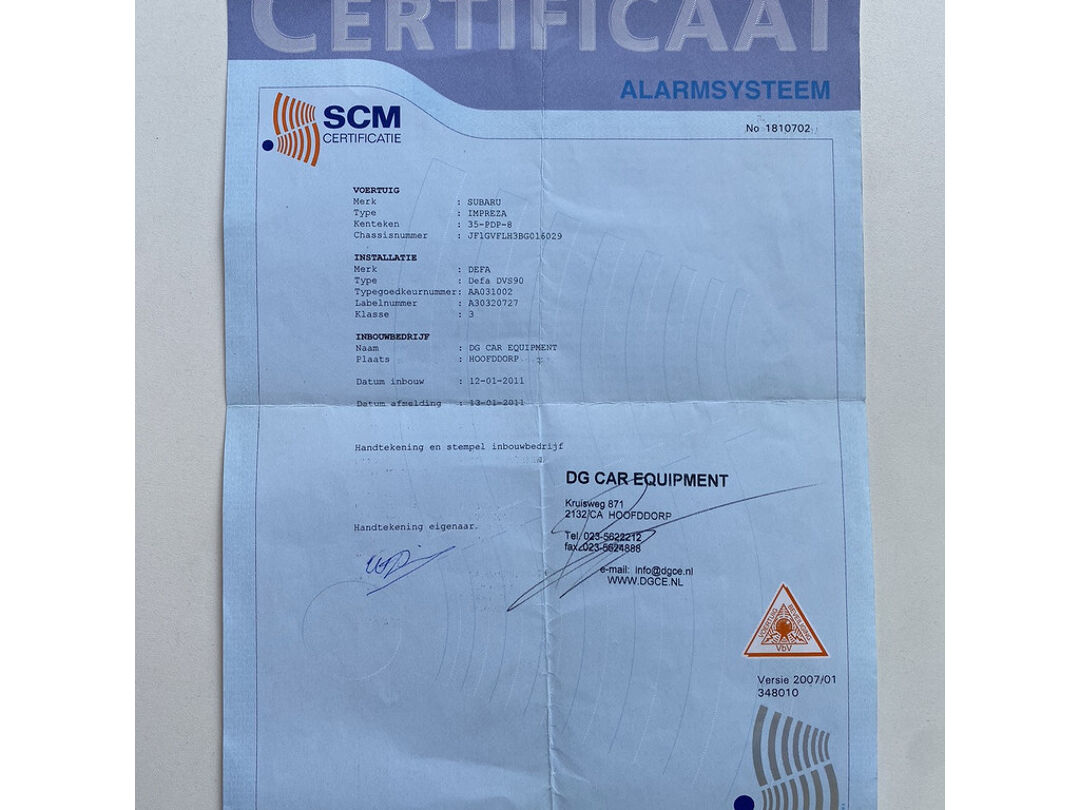 CERTIFICAAT
ALARMSYSTEEM
SCM
CERTIFICATIE
No 1810702
VOERTUIG
Merk : SUBARU
Type : IMPREZA
Kenteken : 35-PDP-8
Chassisnummer : JF1GVFLH3BG016029
INSTALLATIE
Merk : DEFA
Type : Defa DVS90
Typegoedkeurnummer: AA031002
Labelnummer : A30320727
Klasse : 3
INBOUWBEDRIJF
Naam : DG CAR EQUIPMENT
Plaats : HOOFDDORP
Datum inbouw : 12-01-2011
Datum afmelding : 13-01-2011
Handtekening en stempel inbouwbedrijf
DG CAR EQUIPMENT
Kruisweg 871
2132 CA HOOFDDORP
Tel. 023-5622212
fax. 023-5624888
e-mail: info@dgce.nl
WWW.DGCE.NL
Handtekening eigenaar.
VOERTUIG BEVEILIGING
VbV
Versie 2007/01
348010